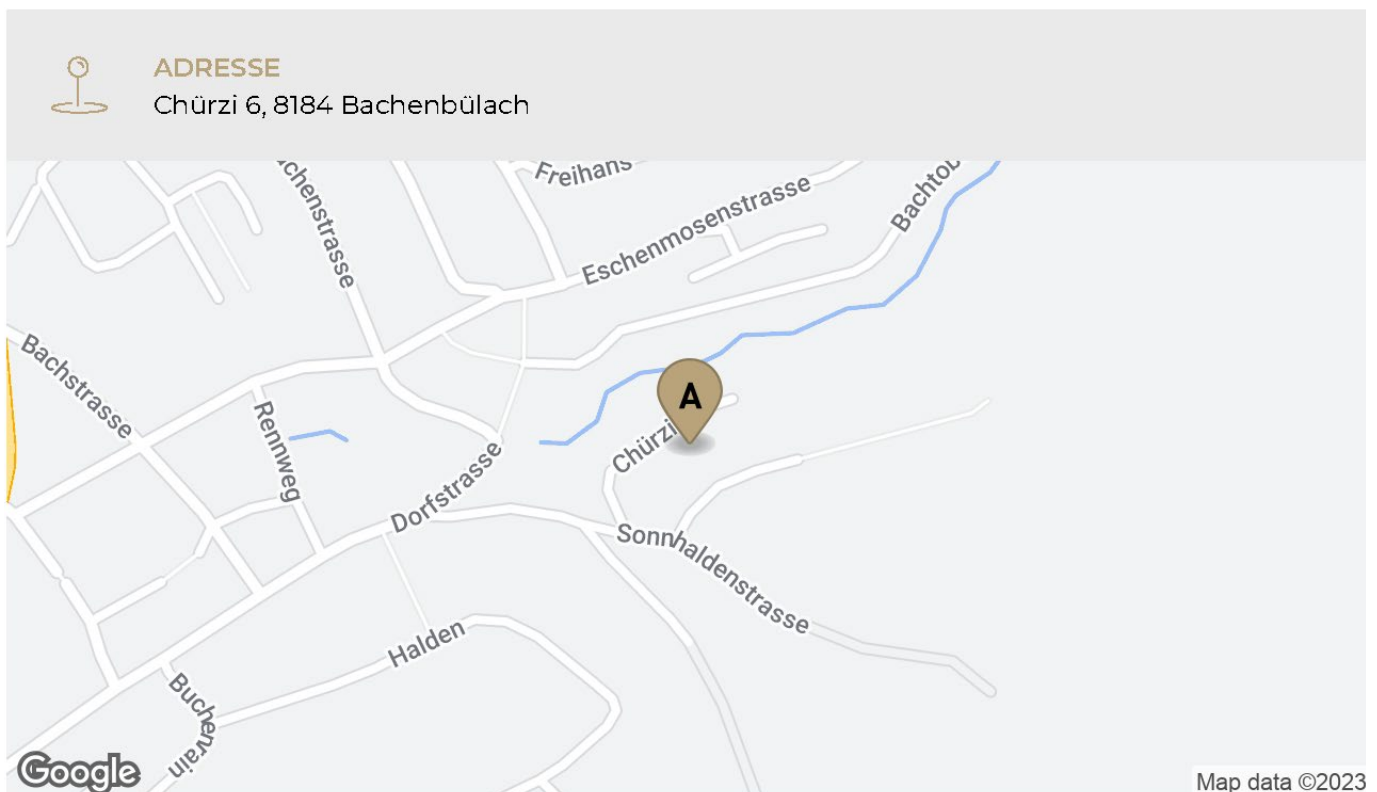 ADRESSE
Chürzi 6, 8184 Bachenbülach
Freihans
chenstrasse
Eschenmosenstrasse
Bachtob
Bachstrasse
A
Rennweg
Chürzi
Dorfstrasse
Sonnhaldenstrasse
Halden
Buchenrain
Google
Map data ©2023